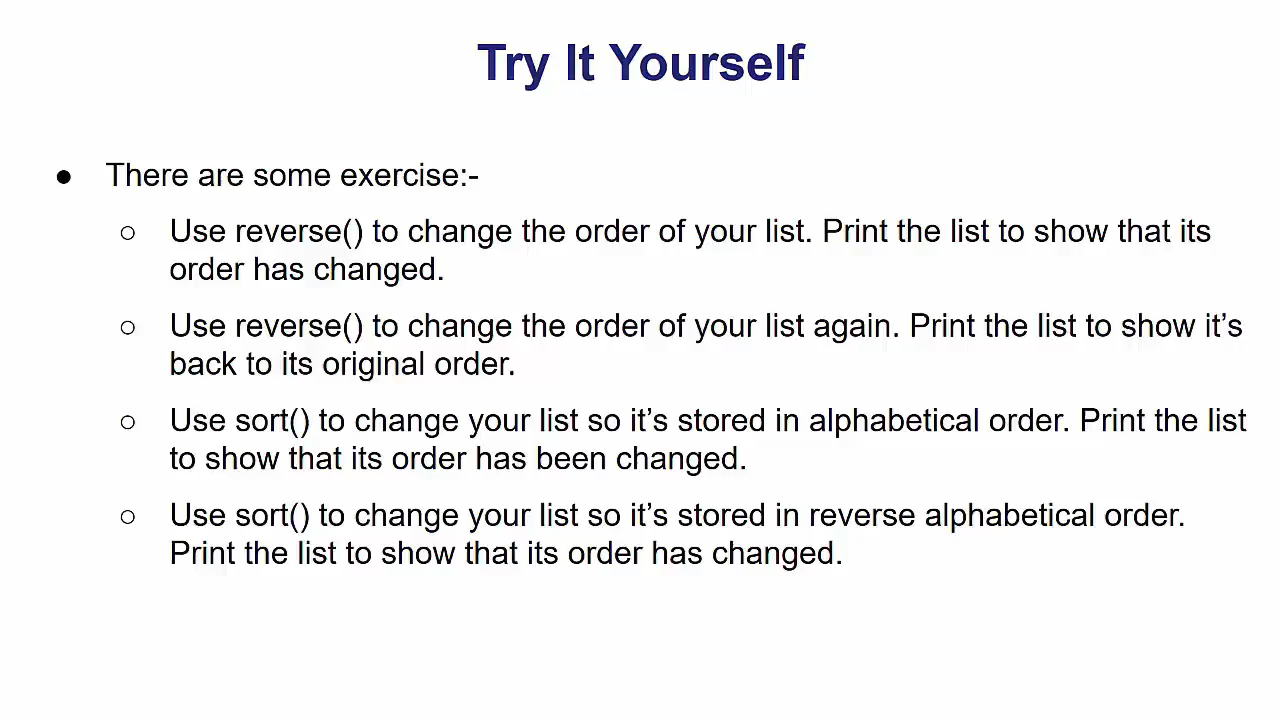 Try It Yourself
● There are some exercise:-
○ Use reverse() to change the order of your list. Print the list to show that its
order has changed.
○ Use reverse() to change the order of your list again. Print the list to show it’s
back to its original order.
○ Use sort() to change your list so it’s stored in alphabetical order. Print the list
to show that its order has been changed.
○ Use sort() to change your list so it’s stored in reverse alphabetical order.
Print the list to show that its order has changed.